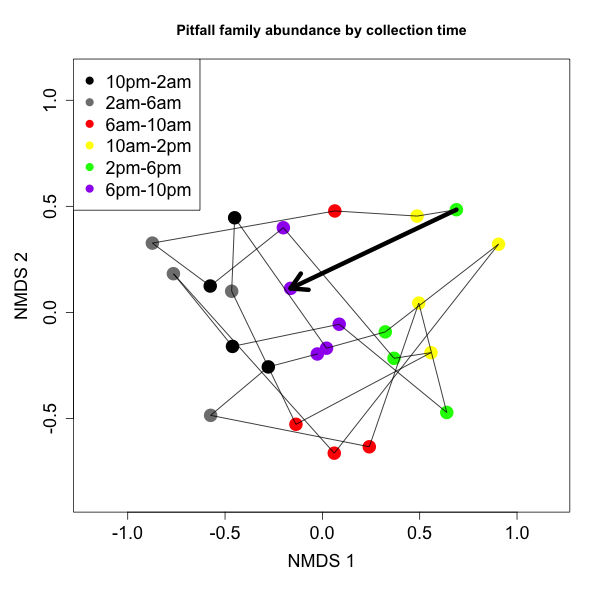 Pitfall family abundance by collection time
10pm-2am
2am-6am
6am-10am
10am-2pm
2pm-6pm
6pm-10pm
1.0
0.5
0.0
-0.5
NMDS 2
-1.0 -0.5 0.0 0.5 1.0
NMDS 1